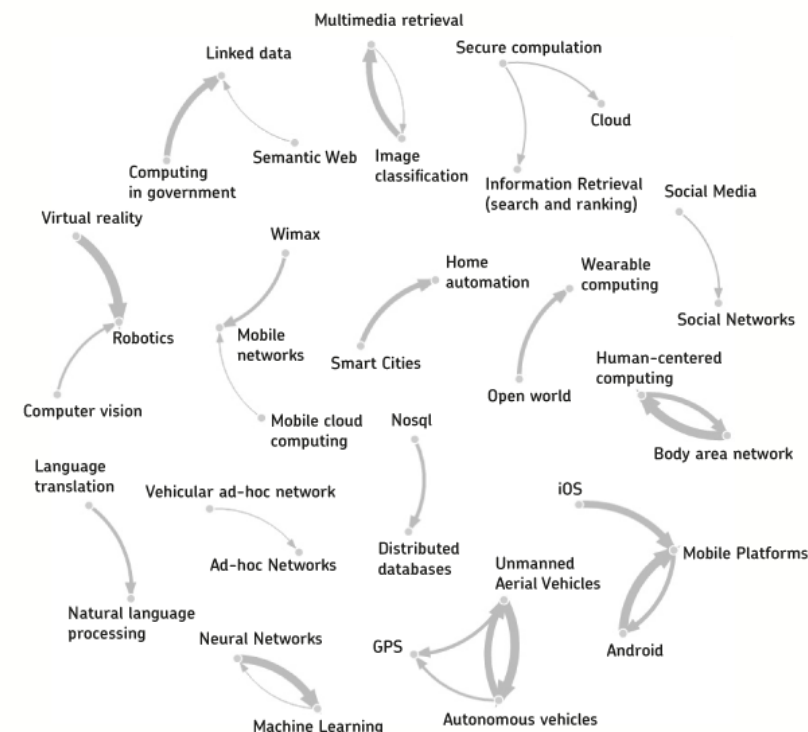 Multimedia retrieval
Linked data
Secure compulation
Cloud
Semantic Web
Image
classification
Computing
in government
Information Retrieval
(search and ranking)
Social Media
Virtual reality
Wimax
Home
automation
Wearable
computing
Robotics
Mobile
networks
Smart Cities
Social Networks
Human-centered
computing
Open world
Computer vision
Mobile cloud
computing
Nosql
Body area network
Language
translation
Vehicular ad-hoc network
iOS
Ad-hoc Networks
Distributed
databases
Unmanned
Aerial Vehicles
Mobile Platforms
Natural language
processing
Neural Networks
GPS
Android
Machine Learning
Autonomous vehicles